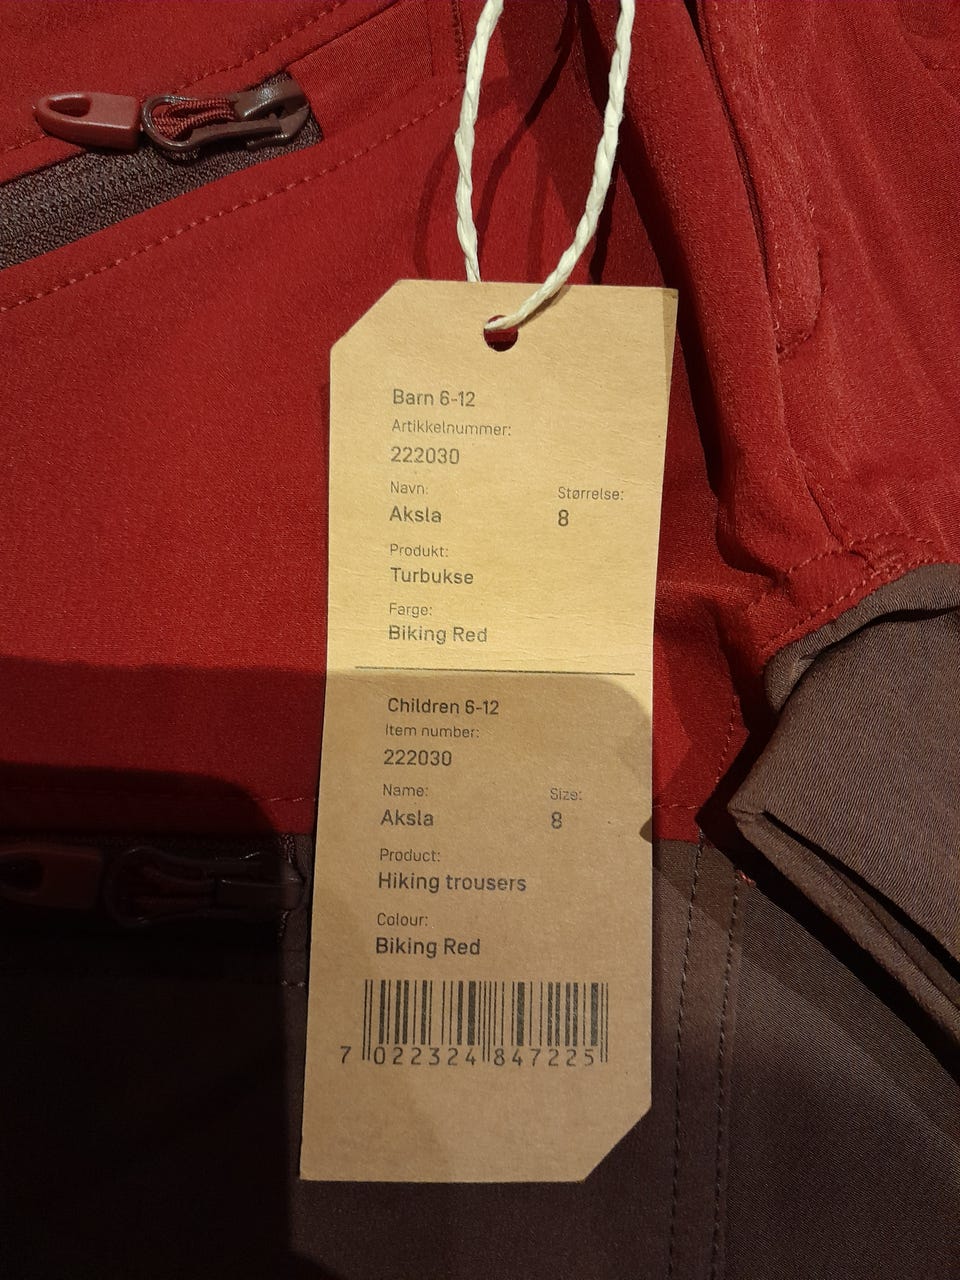 Barn 6-12
Artikkelnummer:
222030
Navn: Størrelse:
Aksla 8
Produkt:
Turbukse
Farge:
Biking Red
Children 6-12
Item number:
222030
Name: Size:
Aksla 8
Product:
Hiking trousers
Colour:
Biking Red
7 022324 847225